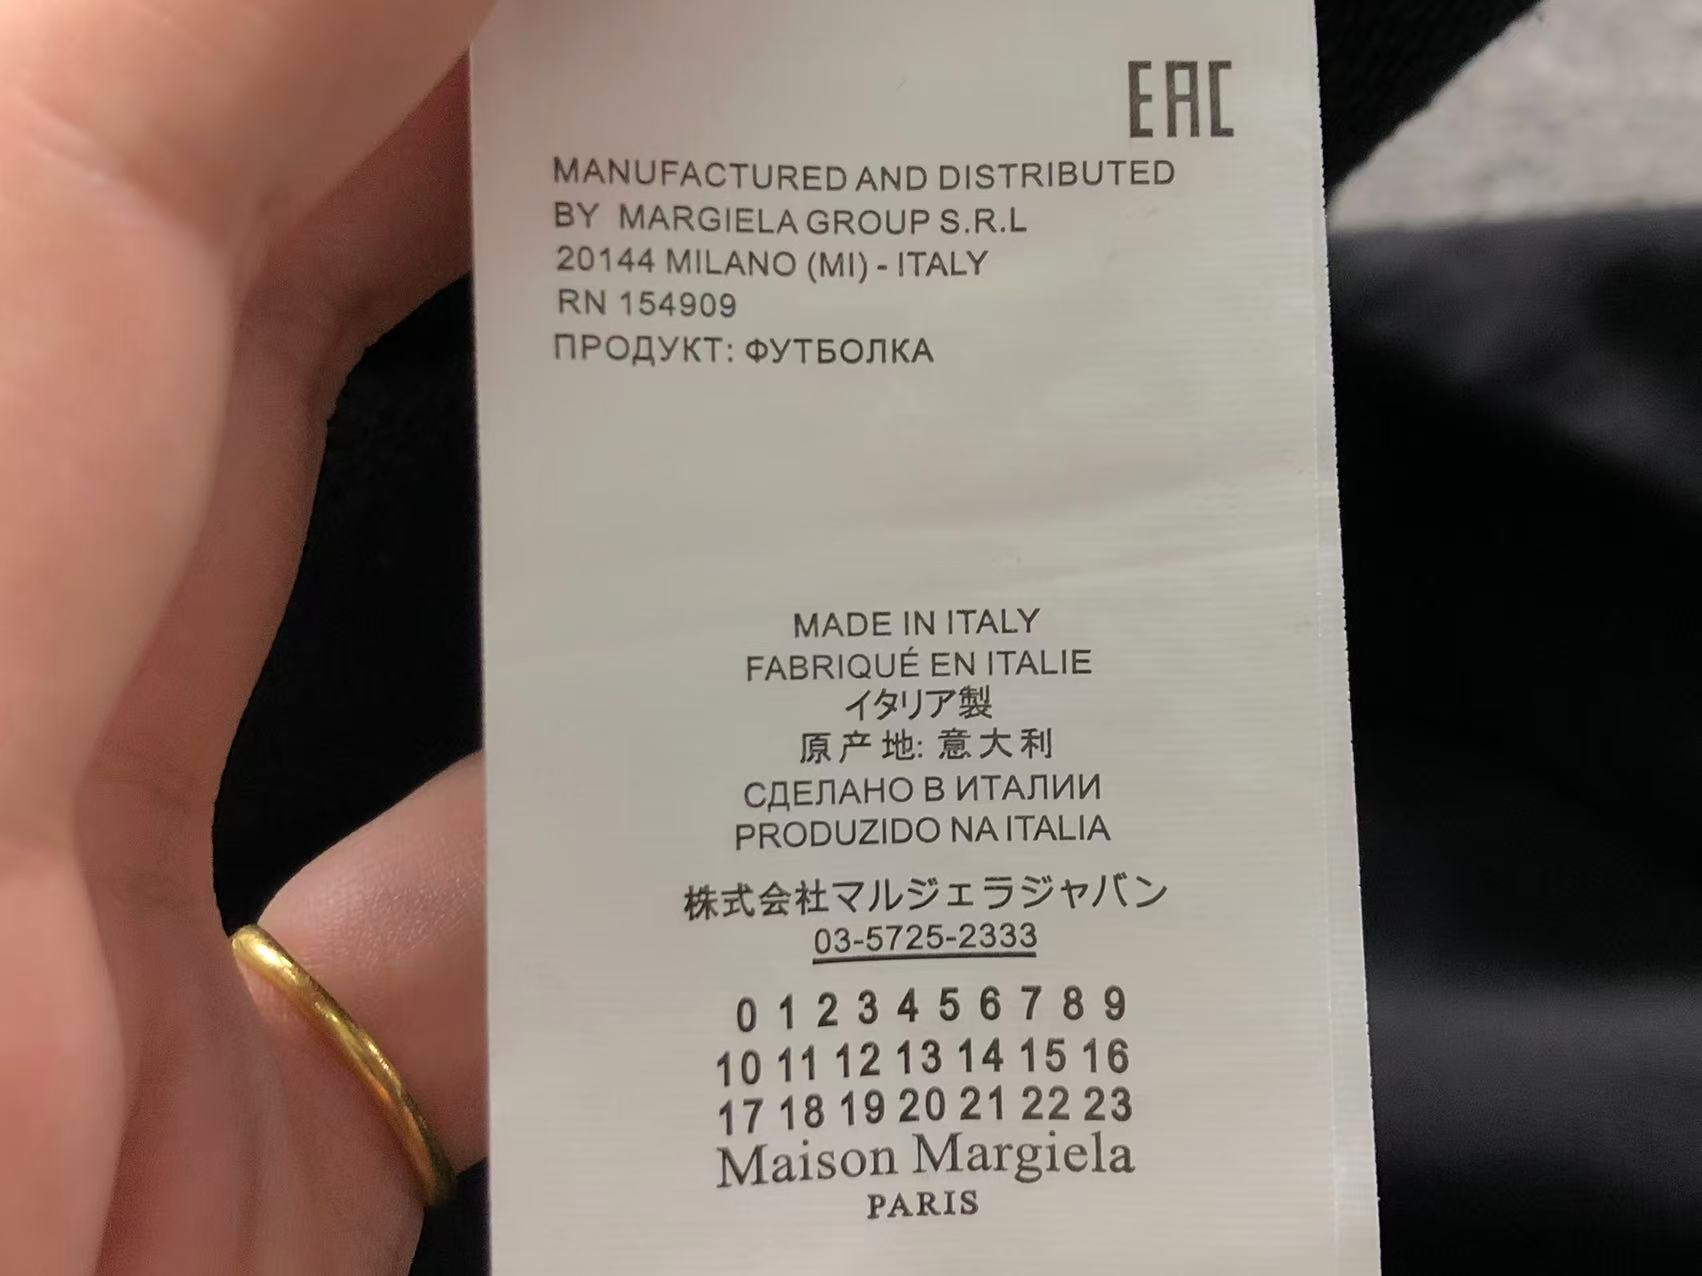 EAC
MANUFACTURED AND DISTRIBUTED
BY MARGIELA GROUP S.R.L
20144 MILANO (MI) - ITALY
RN 154909
ПРОДУКТ: ФУТБОЛКА
MADE IN ITALY
FABRIQUÉ EN ITALIE
イタリア製
原产地: 意大利
СДЕЛАНО В ИТАЛИИ
PRODUZIDO NA ITALIA
株式会社マルジェラジャバン
03-5725-2333
0 1 2 3 4 5 6 7 8 9
10 11 12 13 14 15 16
17 18 19 20 21 22 23
Maison Margiela
PARIS